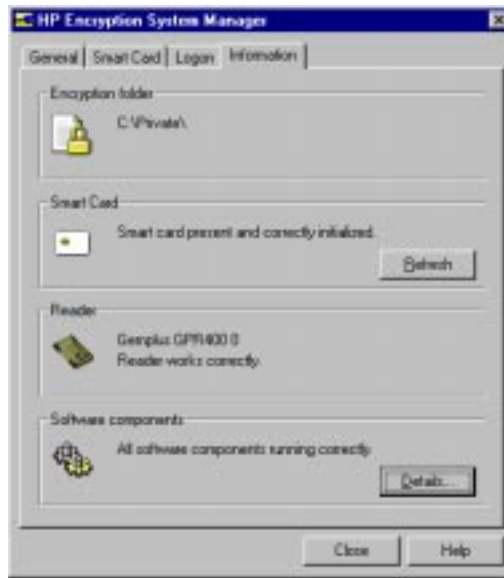 HP Encryption System Manager
General Smart Card Logon Information
Encryption folder
C:\Private\
Smart Card
Smart card present and correctly initialized.
Refresh
Reader
Gemplus GPR400 0
Reader works correctly.
Software components
All software components running correctly
Details...
Close Help